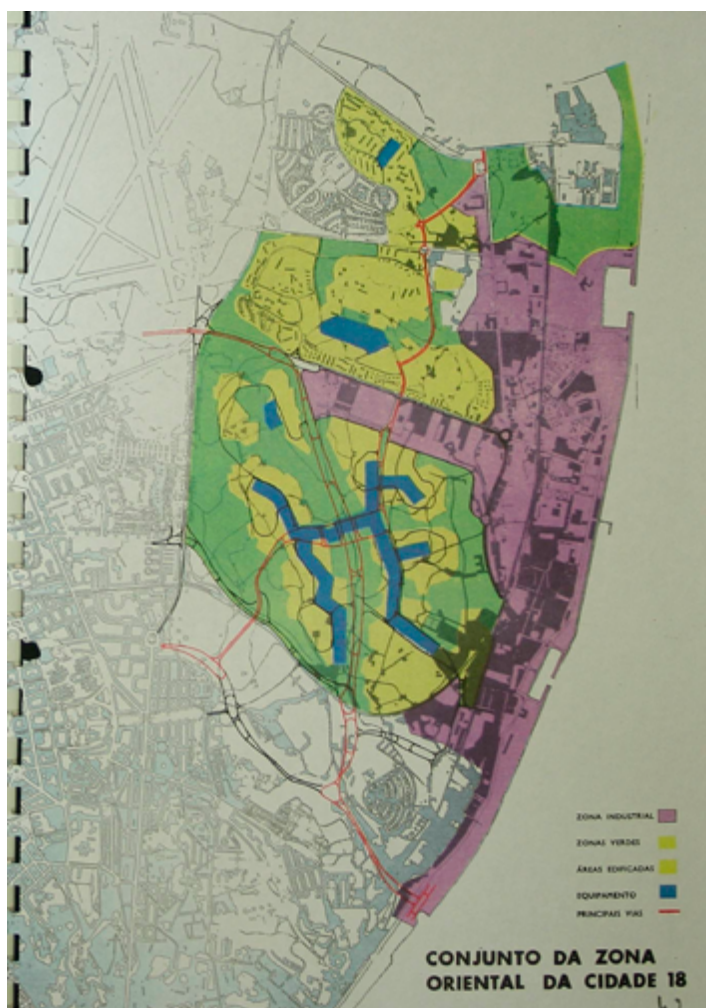 ZONA INDUSTRIAL
ZONAS VERDES
ÁREAS EDIFICADAS
EQUIPAMENTO
PRINCIPAIS VIAS
CONJUNTO DA ZONA
ORIENTAL DA CIDADE 18